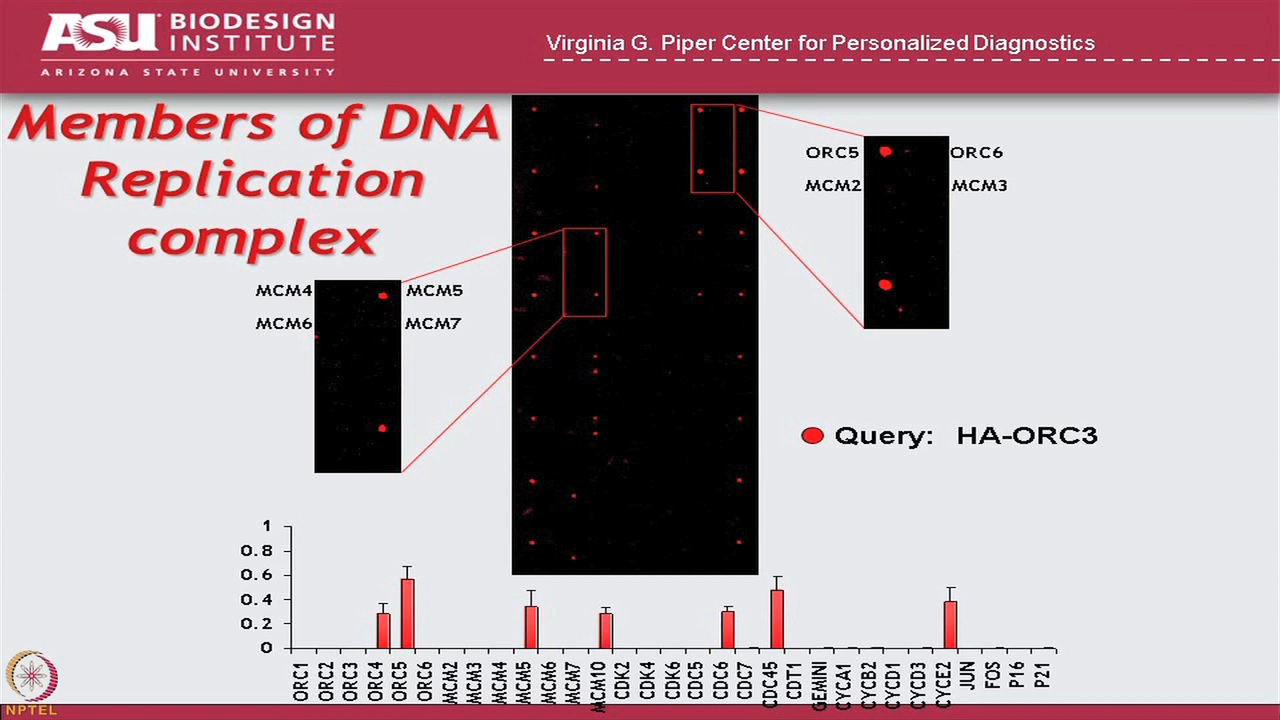 ASU BIODESIGN
INSTITUTE
ARIZONA STATE UNIVERSITY
Virginia G. Piper Center for Personalized Diagnostics
Members of DNA
Replication
complex
ORC5 ORC6
MCM2 MCM3
MCM4 MCM5
MCM6 MCM7
Query: HA-ORC3
1
0.8
0.6
0.4
0.2
0
ORC1
ORC2
ORC3
ORC4
ORC5
ORC6
MCM2
MCM3
MCM4
MCM5
MCM6
MCM7
MCM10
CDK2
CDK4
CDK6
CDC5
CDC6
CDC7
CDC45
CDT1
GEMINI
CYCA1
CYCB2
CYCD1
CYCD3
CYCE2
JUN
FOS
P16
P21
NPTEL